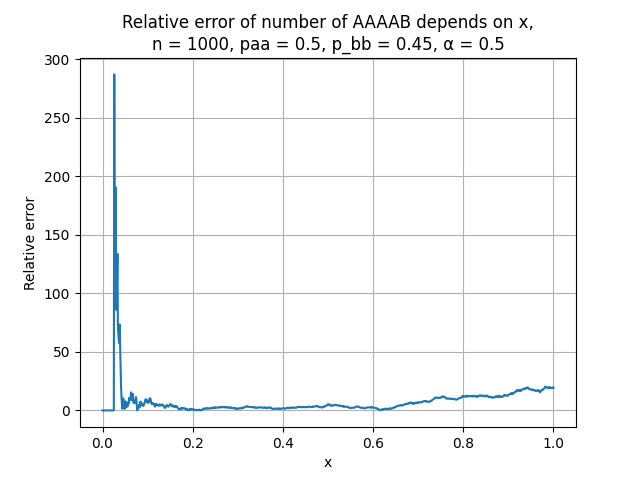 Relative error of number of AAAAB depends on x,
n = 1000, paa = 0.5, p_bb = 0.45, α = 0.5
300
250
200
150
100
50
0
Relative error
0.0 0.2 0.4 0.6 0.8 1.0
x